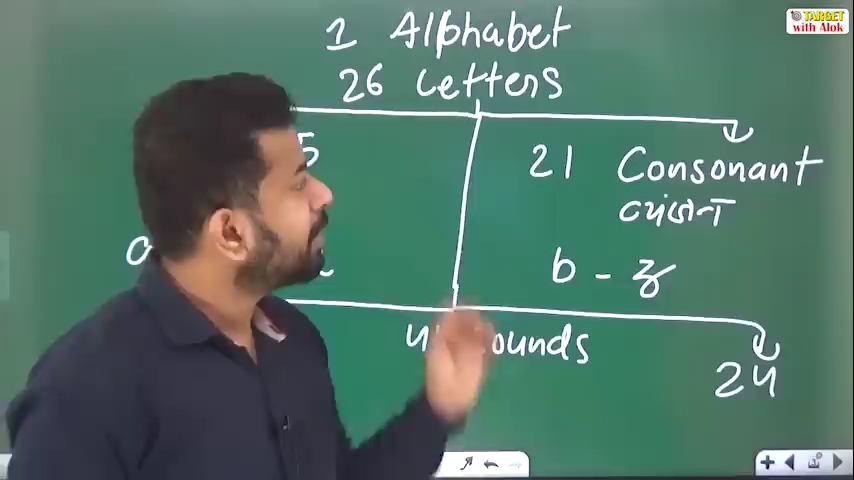 TARGET
with Alok
1 Alphabet
26 Letters
5
21 Consonant
व्यंजन
b - z
sounds
24